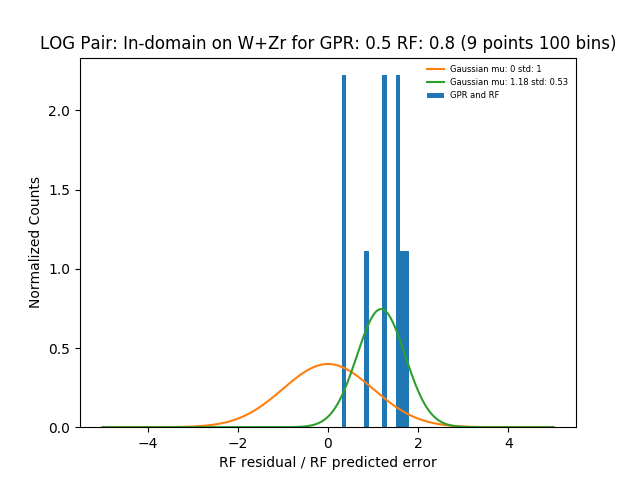 LOG Pair: In-domain on W+Zr for GPR: 0.5 RF: 0.8 (9 points 100 bins)
Gaussian mu: 0 std: 1
Gaussian mu: 1.18 std: 0.53
GPR and RF
Normalized Counts
2.0
1.5
1.0
0.5
0.0
−4
−2
0
2
4
RF residual / RF predicted error